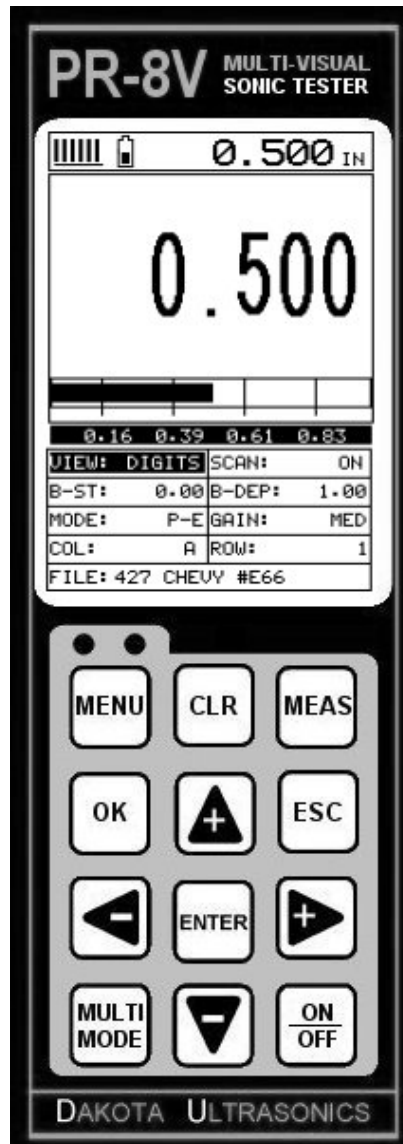 PR-8V MULTI-VISUAL
SONIC TESTER
0.500 IN
0.500
0.16 0.39 0.61 0.83
VIEW: DIGITS SCAN: ON
B-ST: 0.00 B-DEP: 1.00
MODE: P-E GAIN: MED
COL: A ROW: 1
FILE: 427 CHEVY #E66
MENU CLR MEAS
OK + ESC
- ENTER +
MULTI MODE - ON OFF
DAKOTA ULTRASONICS